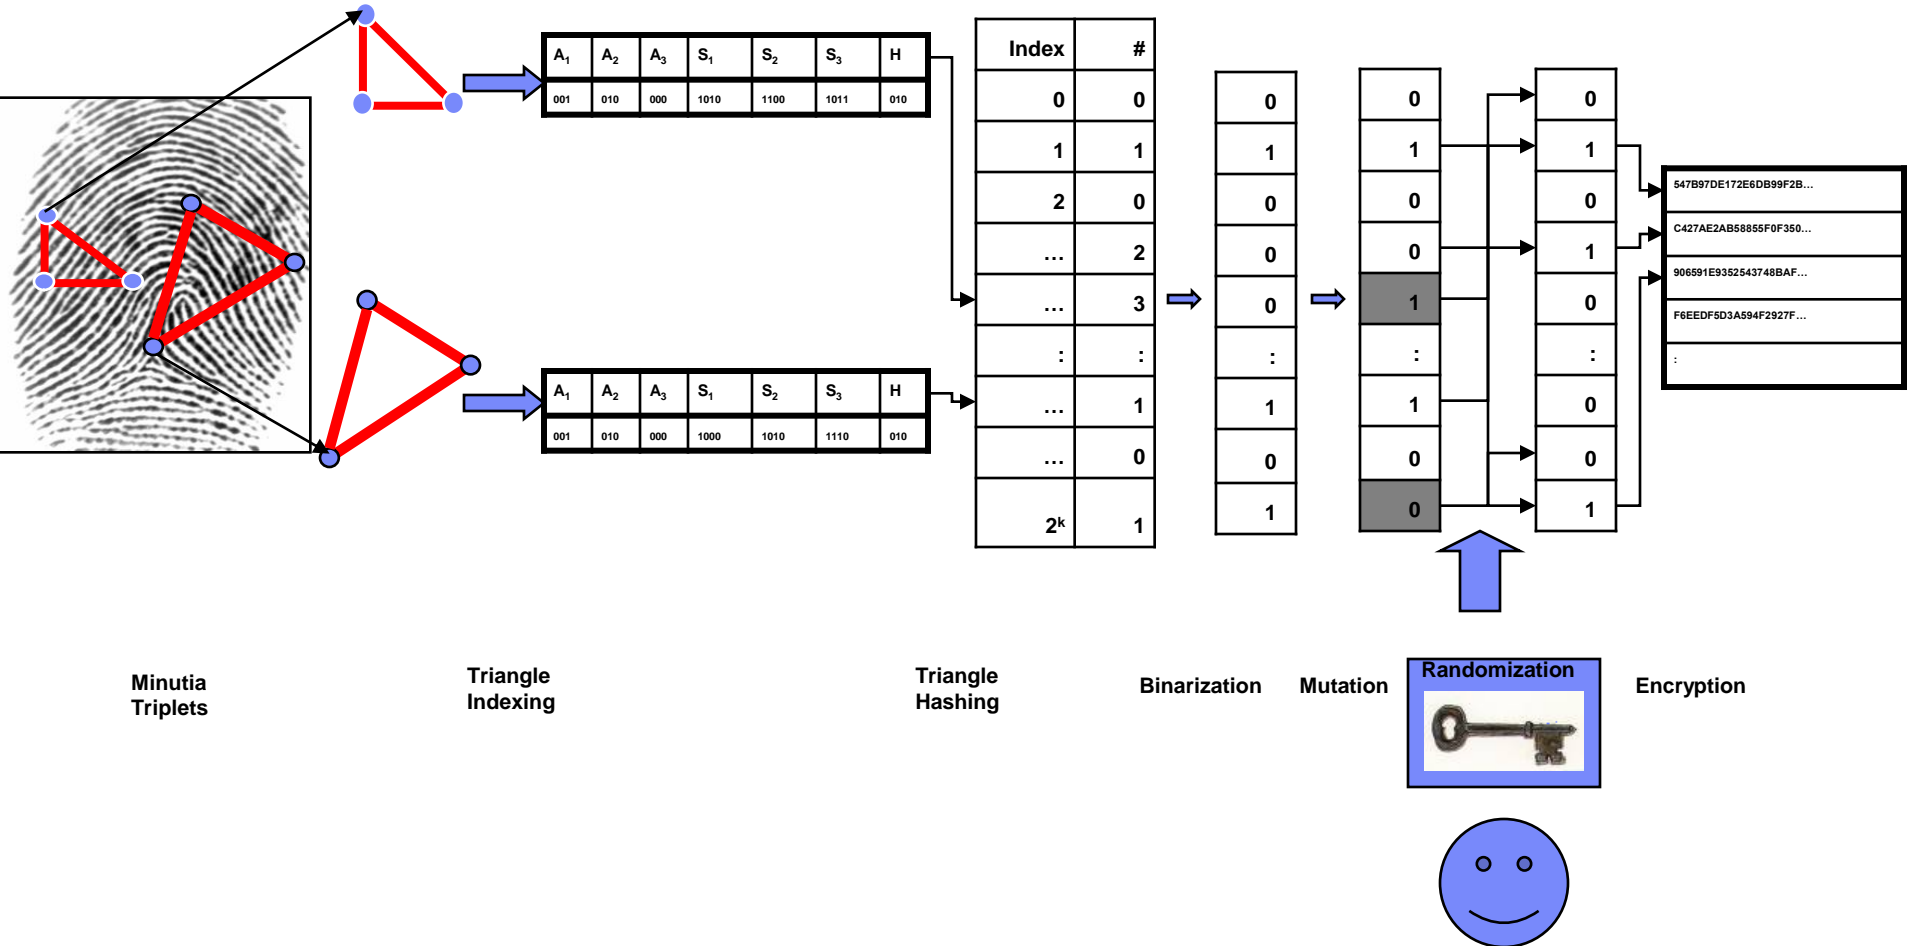 A₁ A₂ A₃ S₁ S₂ S₃ H
001 010 000 1010 1100 1011 010
A₁ A₂ A₃ S₁ S₂ S₃ H
001 010 000 1000 1010 1110 010
Index #
0 0
1 1
2 0
... 2
... 3
: :
... 1
... 0
2ᵏ 1
0
1
0
0
0
:
1
0
1
0
1
0
0
1
:
1
0
0
0
1
0
1
0
:
0
0
1
547B97DE172E6DB99F2B...
C427AE2AB58855F0F350...
906591E9352543748BAF...
F6EEDF5D3A594F2927F...
:
Minutia
Triplets
Triangle
Indexing
Triangle
Hashing
Binarization
Mutation
Randomization
Encryption